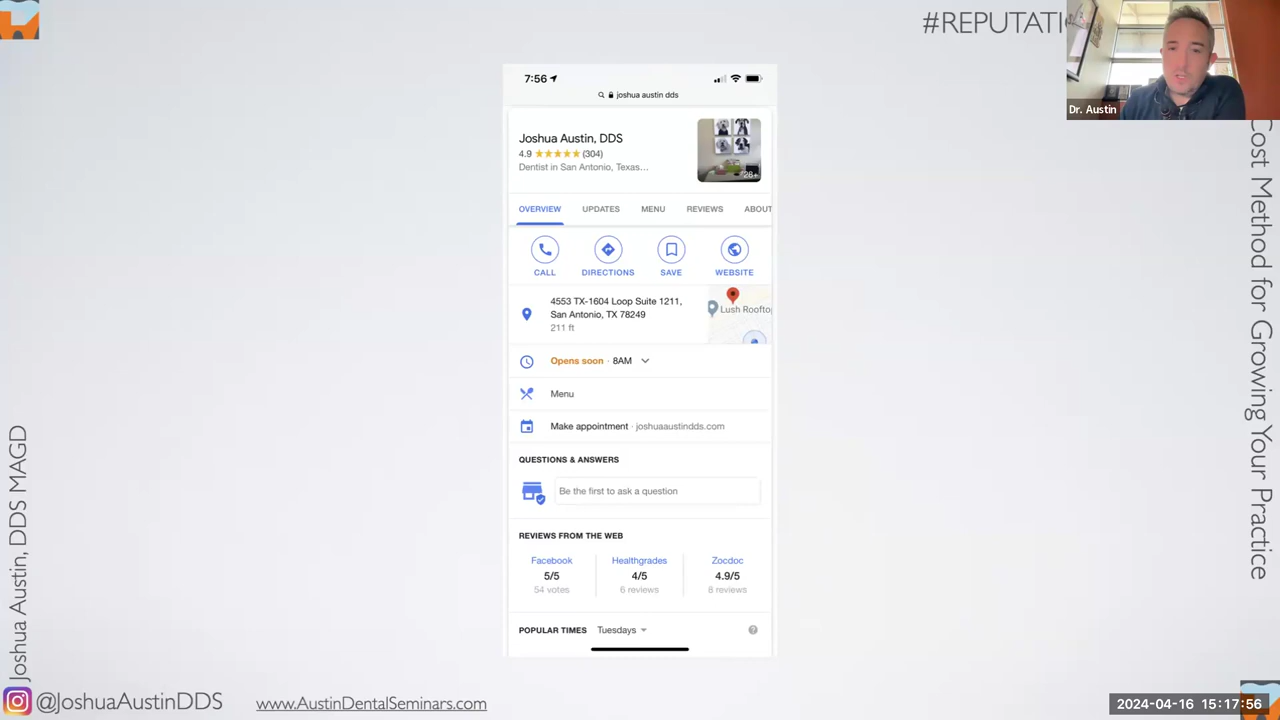 #REPUTATI
Dr. Austin
7:56
joshua austin dds
Joshua Austin, DDS
4.9 ★★★★★ (304)
Dentist in San Antonio, Texas...
28+
OVERVIEW UPDATES MENU REVIEWS ABOUT
CALL DIRECTIONS SAVE WEBSITE
4553 TX-1604 Loop Suite 1211,
San Antonio, TX 78249
211 ft
Lush Roofto
Opens soon · 8AM
Menu
Make appointment · joshuaaustindds.com
QUESTIONS & ANSWERS
Be the first to ask a question
REVIEWS FROM THE WEB
Facebook Healthgrades Zocdoc
5/5 4/5 4.9/5
54 votes 6 reviews 8 reviews
POPULAR TIMES Tuesdays
Joshua Austin, DDS MAGD
Cost Method for Growing Your Practice
@JoshuaAustinDDS
www.AustinDentalSeminars.com
2024-04-16 15:17:56